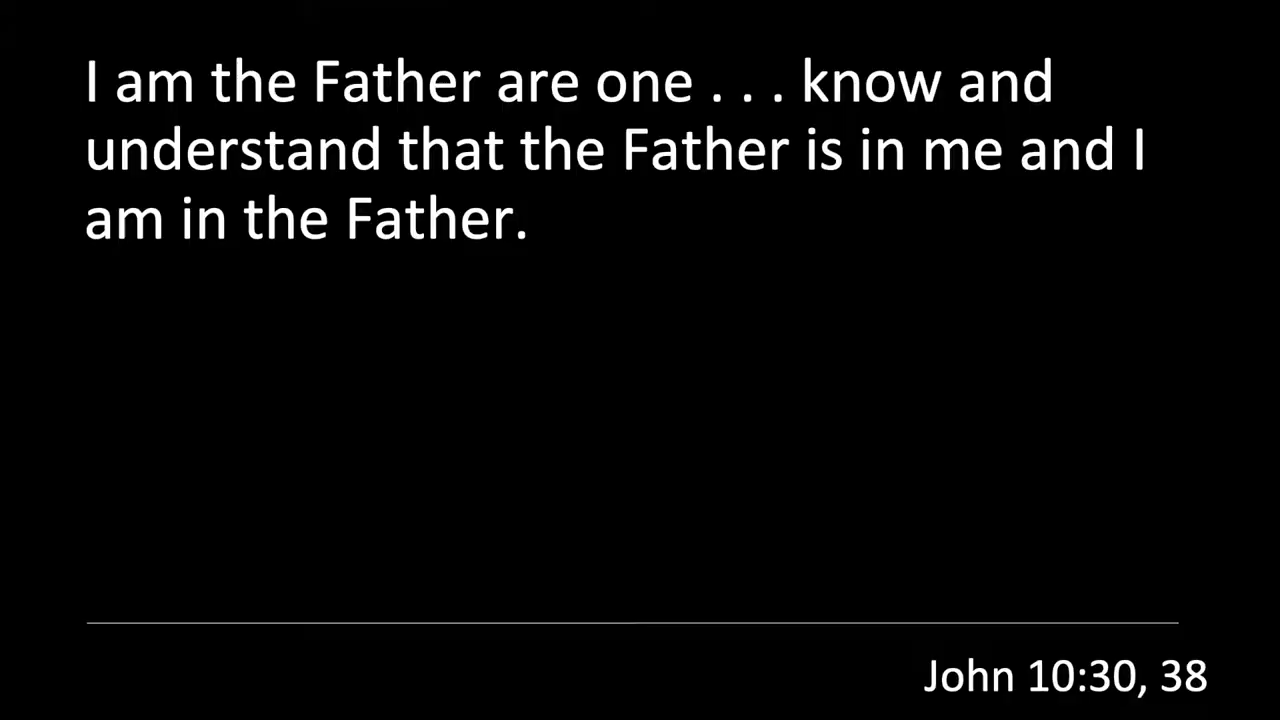 I am the Father are one . . . know and
understand that the Father is in me and I
am in the Father.
John 10:30, 38